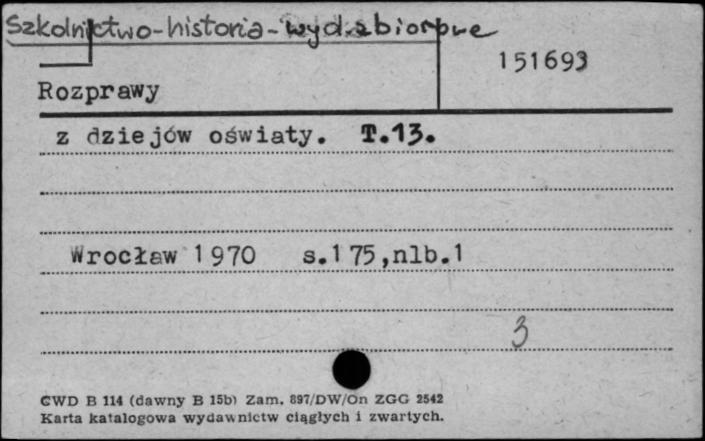 Szkolnictwo-historia-wyd.zbiorowe
151693
Rozprawy
z dziejów oświaty. T.13.
Wrocław 1970 s.175,nlb.1
3
CWD B 114 (dawny B 15b) Zam. 897/DW/On ZGG 2542
Karta katalogowa wydawnictw ciągłych i zwartych.